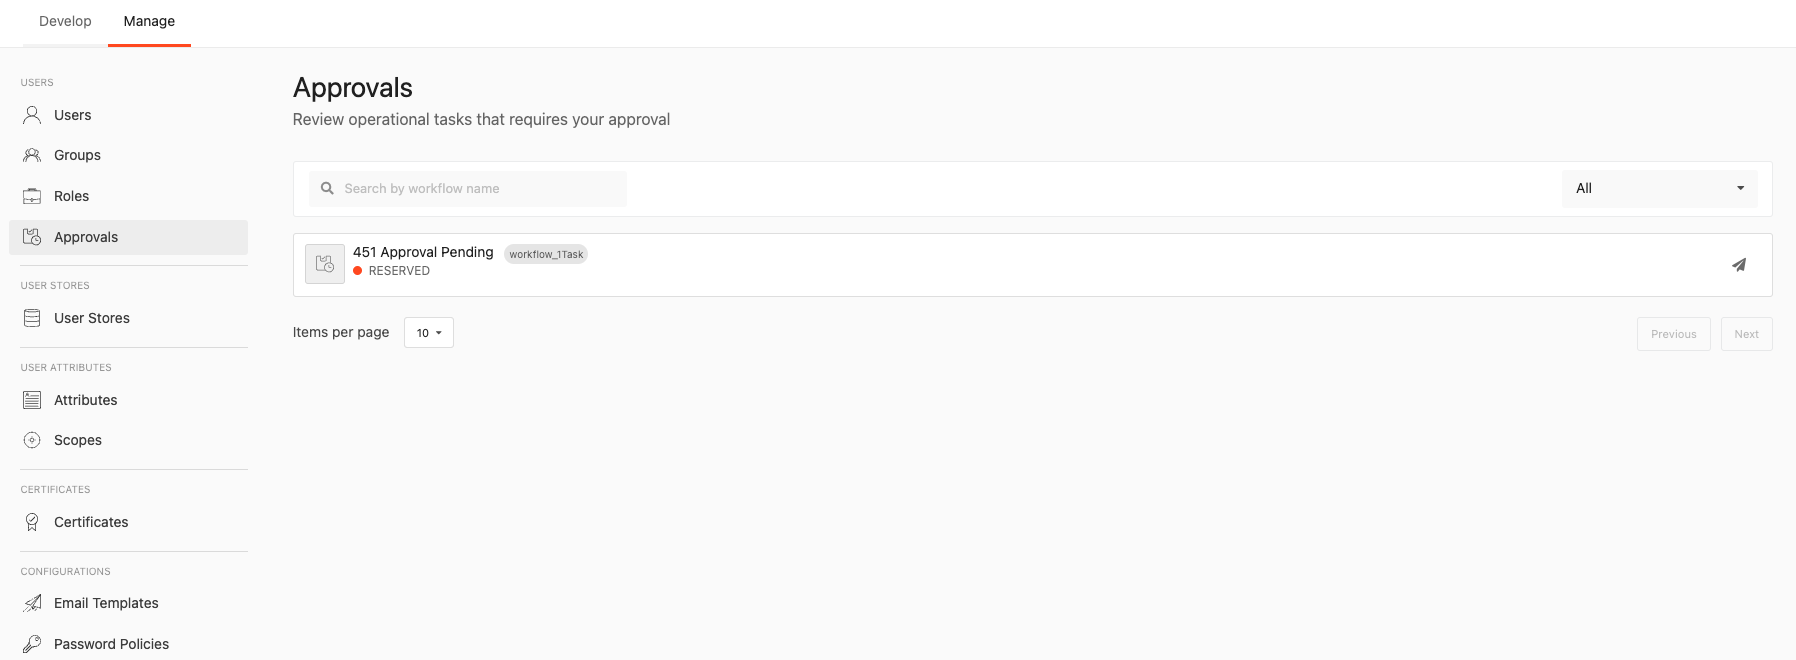 Develop Manage
USERS
Users
Groups
Roles
Approvals
USER STORES
User Stores
USER ATTRIBUTES
Attributes
Scopes
CERTIFICATES
Certificates
CONFIGURATIONS
Email Templates
Password Policies
Approvals
Review operational tasks that requires your approval
Search by workflow name All
451 Approval Pending workflow_1Task
RESERVED
Items per page 10 Previous Next